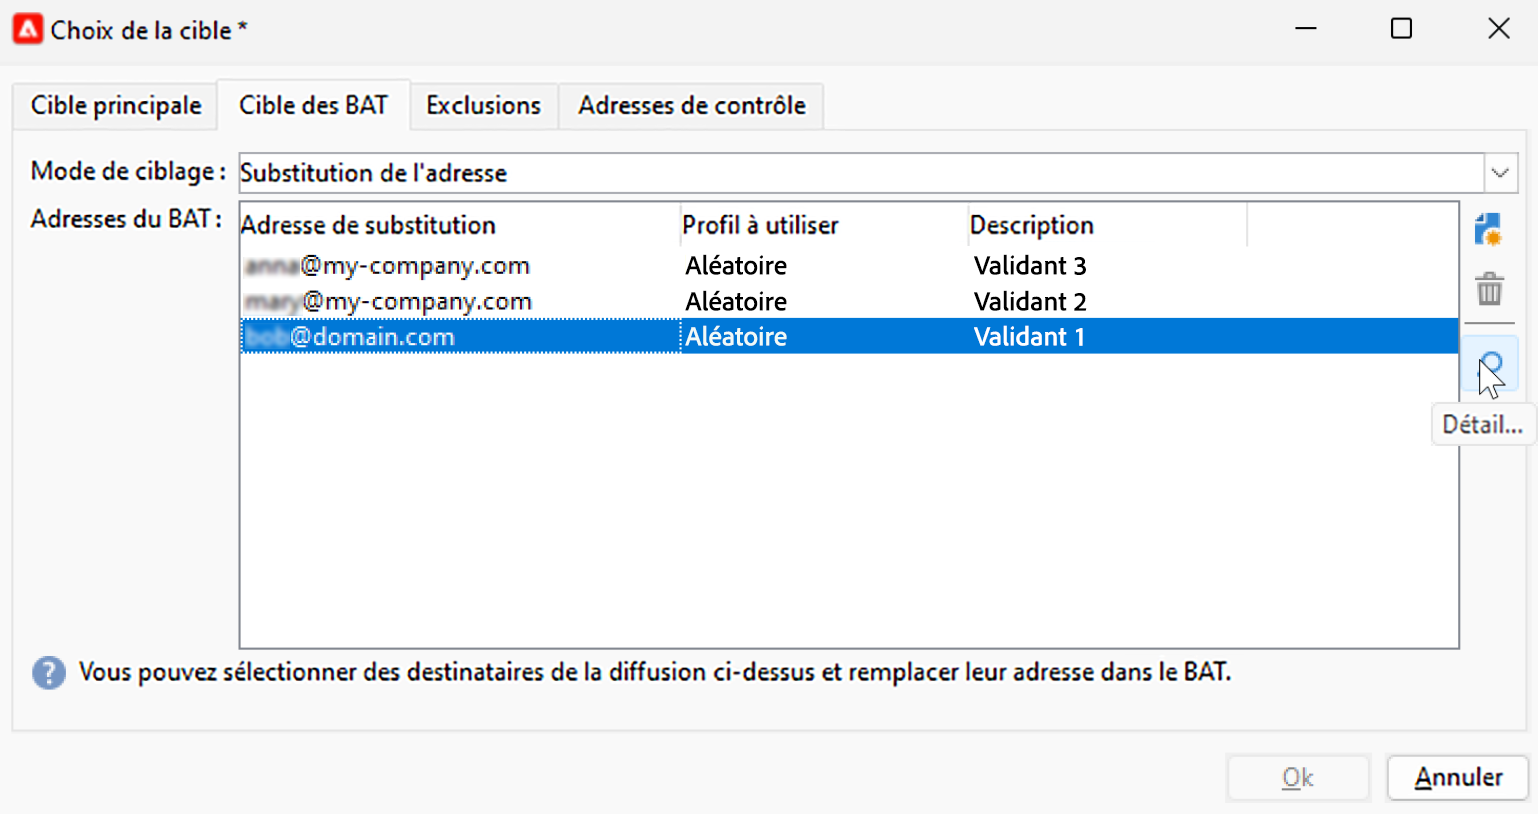 Choix de la cible *
Cible principale Cible des BAT Exclusions Adresses de contrôle
Mode de ciblage : Substitution de l'adresse
Adresses du BAT :
Adresse de substitution Profil à utiliser Description
@my-company.com Aléatoire Validant 3
@my-company.com Aléatoire Validant 2
@domain.com Aléatoire Validant 1
Détail...
Vous pouvez sélectionner des destinataires de la diffusion ci-dessus et remplacer leur adresse dans le BAT.
Ok Annuler